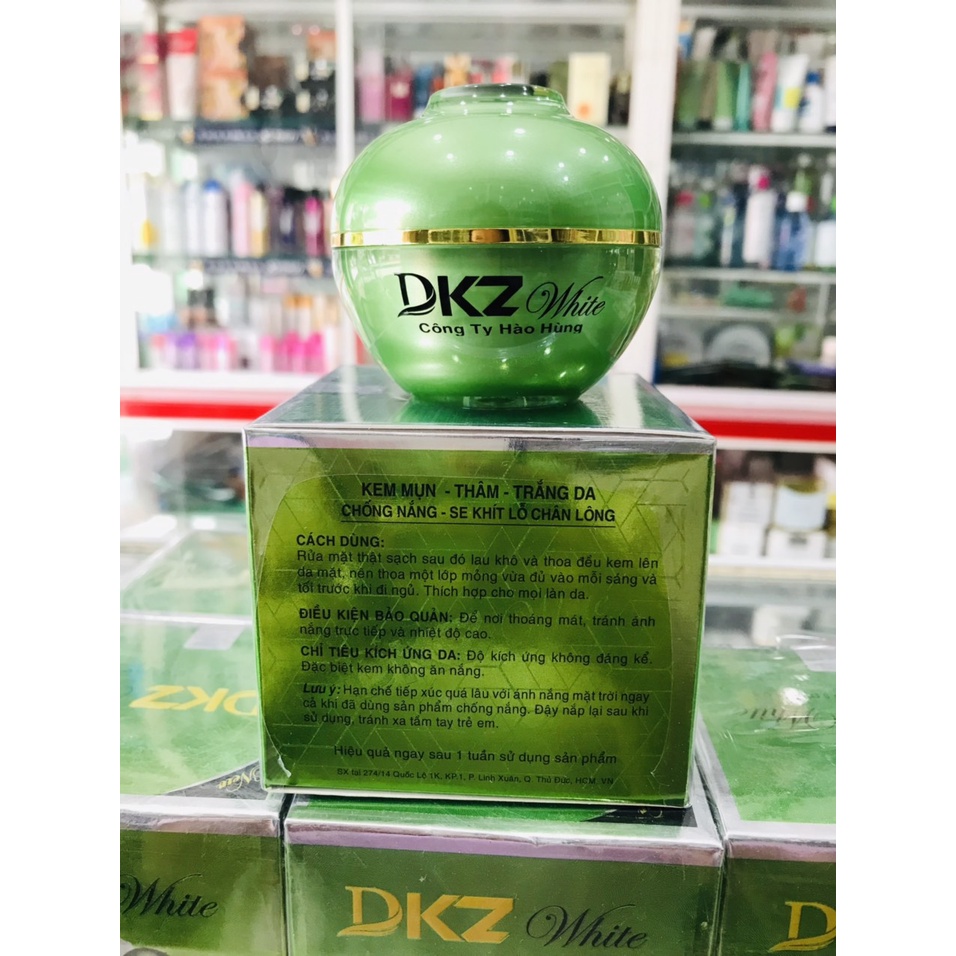 DKZ White
Công Ty Hào Hùng
KEM MỤN - THÂM - TRẮNG DA
CHỐNG NẮNG - SE KHÍT LỖ CHÂN LÔNG
CÁCH DÙNG:
Rửa mặt thật sạch sau đó lau khô và thoa đều kem lên
da mặt, nên thoa một lớp mỏng vừa đủ vào mỗi sáng và
tối trước khi đi ngủ. Thích hợp cho mọi làn da.
ĐIỀU KIỆN BẢO QUẢN: Để nơi thoáng mát, tránh ánh
nắng trực tiếp và nhiệt độ cao.
CHỈ TIÊU KÍCH ỨNG DA: Độ kích ứng không đáng kể.
Đặc biệt kem không ăn nắng.
Lưu ý: Hạn chế tiếp xúc quá lâu với ánh nắng mặt trời ngay
cả khi đã dùng sản phẩm chống nắng. Đậy nắp lại sau khi
sử dụng, tránh xa tầm tay trẻ em.
Hiệu quả ngay sau 1 tuần sử dụng sản phẩm
SX tại 274/14 Quốc Lộ 1K, KP.1, P. Linh Xuân, Q. Thủ Đức, HCM. VN
DKZ
White
New
White
DKZ White
D